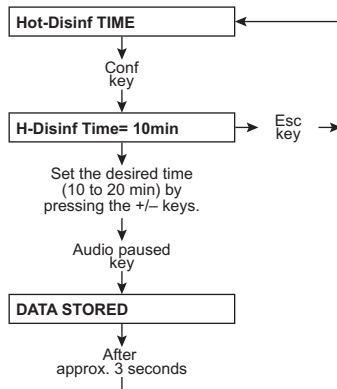 Hot-Disinf TIME
Conf
key
H-Disinf Time= 10min
Esc
key
Set the desired time
(10 to 20 min) by
pressing the +/– keys.
Audio paused
key
DATA STORED
After
approx. 3 seconds